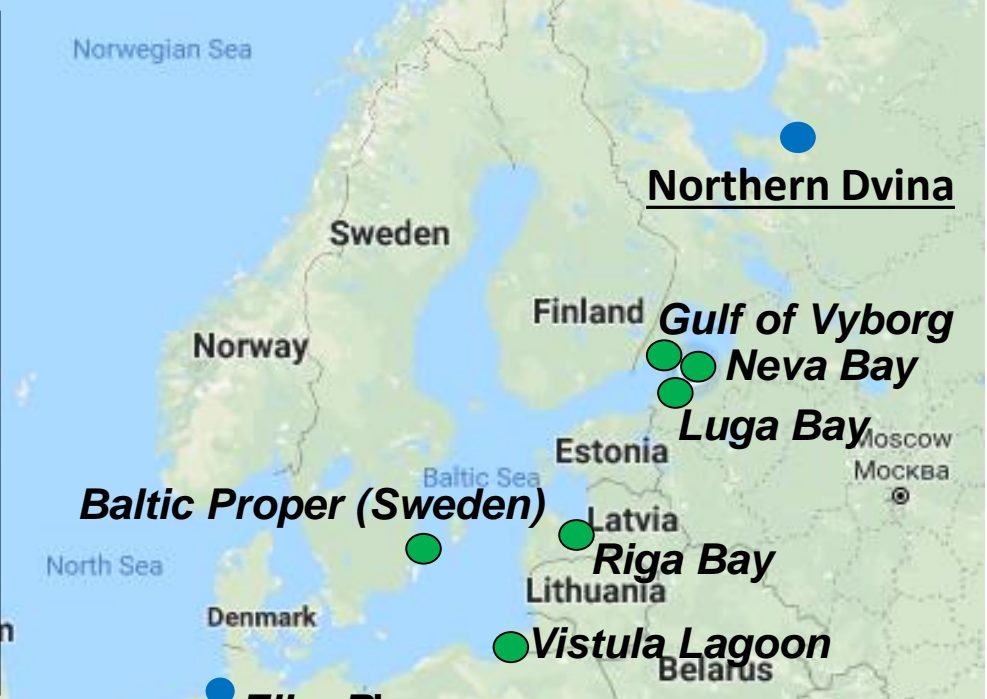 Norwegian Sea
Northern Dvina
Sweden
Finland
Gulf of Vyborg
Norway
Neva Bay
Luga Bay
Moscow
Москва
Estonia
Baltic Sea
Baltic Proper (Sweden)
Latvia
Riga Bay
North Sea
Lithuania
Denmark
Vistula Lagoon
Belarus